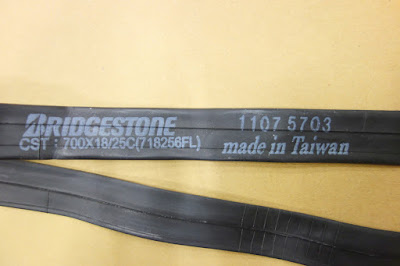 BRIDGESTONE 1107 5703
CST : 700X18/25C(718256FL) made in Taiwan